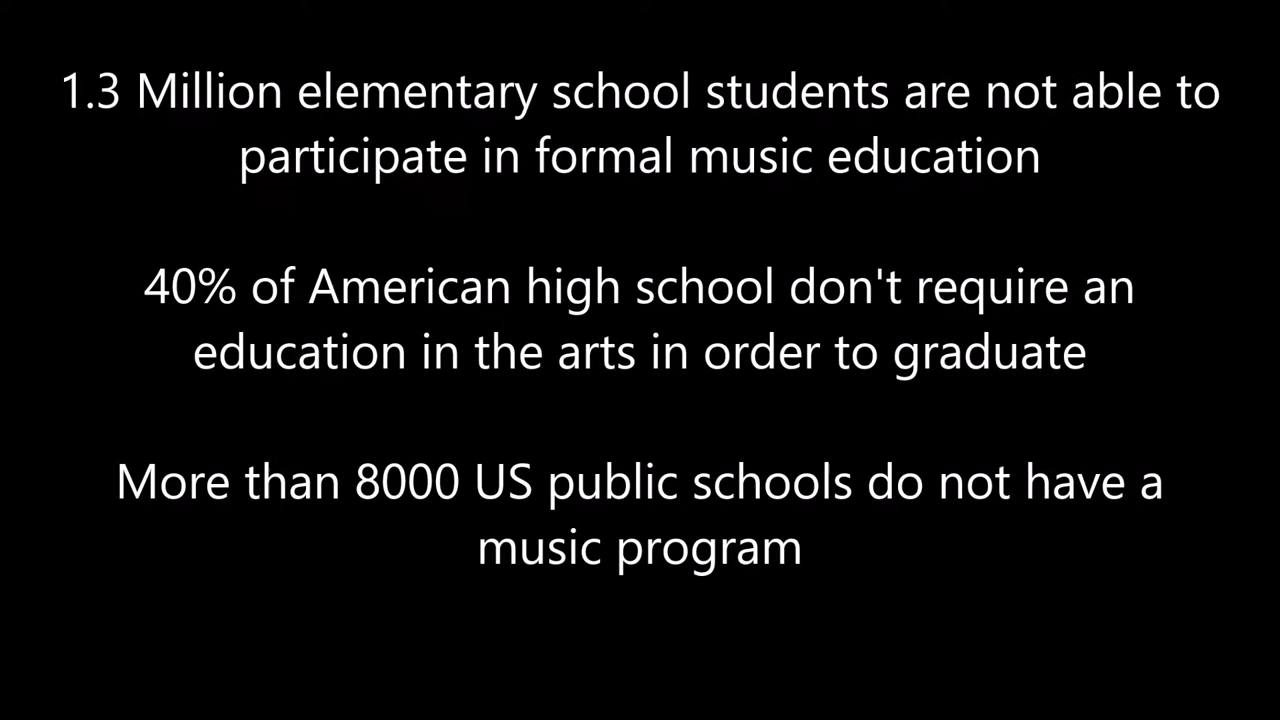 1.3 Million elementary school students are not able to
participate in formal music education
40% of American high school don't require an
education in the arts in order to graduate
More than 8000 US public schools do not have a
music program